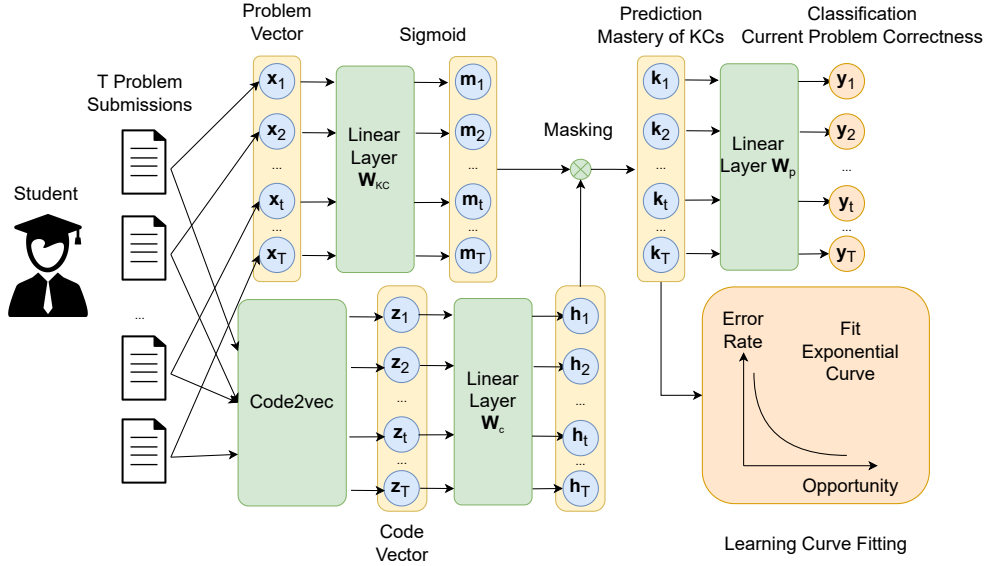 Problem
Vector
Sigmoid
Prediction
Mastery of KCs
Classification
Current Problem Correctness
T Problem
Submissions
Student
...
x1
x2
...
xt
...
xT
Linear
Layer
WKC
m1
m2
...
mt
...
mT
Masking
k1
k2
...
kt
...
kT
Linear
Layer Wp
y1
y2
...
yt
...
yT
Code2vec
z1
z2
...
zt
...
zT
Code
Vector
Linear
Layer
Wc
h1
h2
...
ht
...
hT
Error
Rate
Fit
Exponential
Curve
Opportunity
Learning Curve Fitting